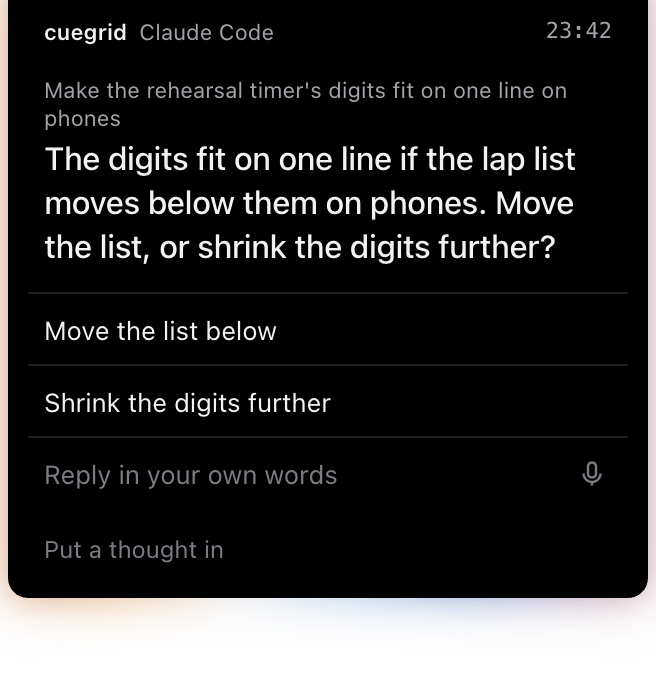 cuegrid Claude Code 23:42
Make the rehearsal timer's digits fit on one line on
phones
The digits fit on one line if the lap list
moves below them on phones. Move
the list, or shrink the digits further?
Move the list below
Shrink the digits further
Reply in your own words
Put a thought in